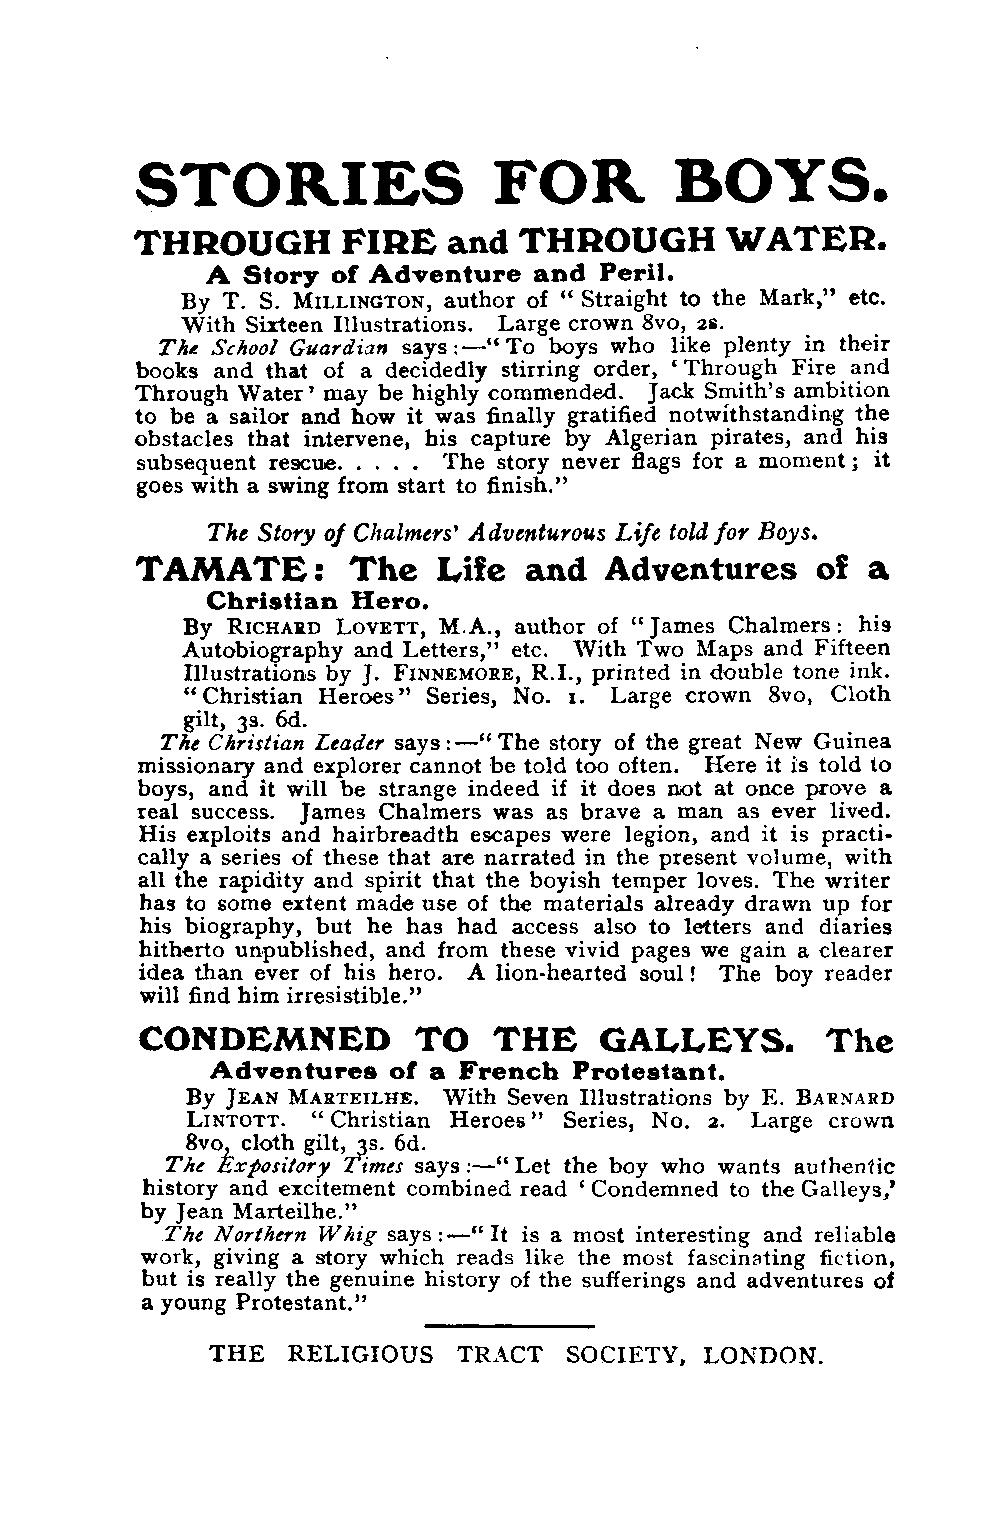 STORIES FOR BOYS.
THROUGH FIRE and THROUGH WATER.
A Story of Adventure and Peril.
By T. S. MILLINGTON, author of “Straight to the Mark,” etc.
With Sixteen Illustrations. Large crown 8vo, 2s.
The School Guardian says:—“To boys who like plenty in their
books and that of a decidedly stirring order, ‘Through Fire and
Through Water’ may be highly commended. Jack Smith’s ambition
to be a sailor and how it was finally gratified notwithstanding the
obstacles that intervene, his capture by Algerian pirates, and his
subsequent rescue. . . . . The story never flags for a moment; it
goes with a swing from start to finish.”
The Story of Chalmers’ Adventurous Life told for Boys.
TAMATE: The Life and Adventures of a
Christian Hero.
By RICHARD LOVETT, M.A., author of “James Chalmers: his
Autobiography and Letters,” etc. With Two Maps and Fifteen
Illustrations by J. FINNEMORE, R.I., printed in double tone ink.
“Christian Heroes” Series, No. 1. Large crown 8vo, Cloth
gilt, 3s. 6d.
The Christian Leader says:—“The story of the great New Guinea
missionary and explorer cannot be told too often. Here it is told to
boys, and it will be strange indeed if it does not at once prove a
real success. James Chalmers was as brave a man as ever lived.
His exploits and hairbreadth escapes were legion, and it is practi-
cally a series of these that are narrated in the present volume, with
all the rapidity and spirit that the boyish temper loves. The writer
has to some extent made use of the materials already drawn up for
his biography, but he has had access also to letters and diaries
hitherto unpublished, and from these vivid pages we gain a clearer
idea than ever of his hero. A lion-hearted soul! The boy reader
will find him irresistible.”
CONDEMNED TO THE GALLEYS. The
Adventures of a French Protestant.
By JEAN MARTEILHE. With Seven Illustrations by E. BARNARD
LINTOTT. “Christian Heroes” Series, No. 2. Large crown
8vo, cloth gilt, 3s. 6d.
The Expository Times says:—“Let the boy who wants authentic
history and excitement combined read ‘Condemned to the Galleys,’
by Jean Marteilhe.”
The Northern Whig says:—“It is a most interesting and reliable
work, giving a story which reads like the most fascinating fiction,
but is really the genuine history of the sufferings and adventures of
a young Protestant.”
THE RELIGIOUS TRACT SOCIETY, LONDON.